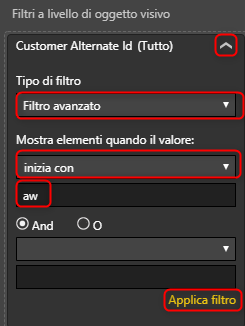 Filtri a livello di oggetto visivo
Customer Alternate Id (Tutto)
Tipo di filtro
Filtro avanzato
Mostra elementi quando il valore:
inizia con
aw
And O
Applica filtro